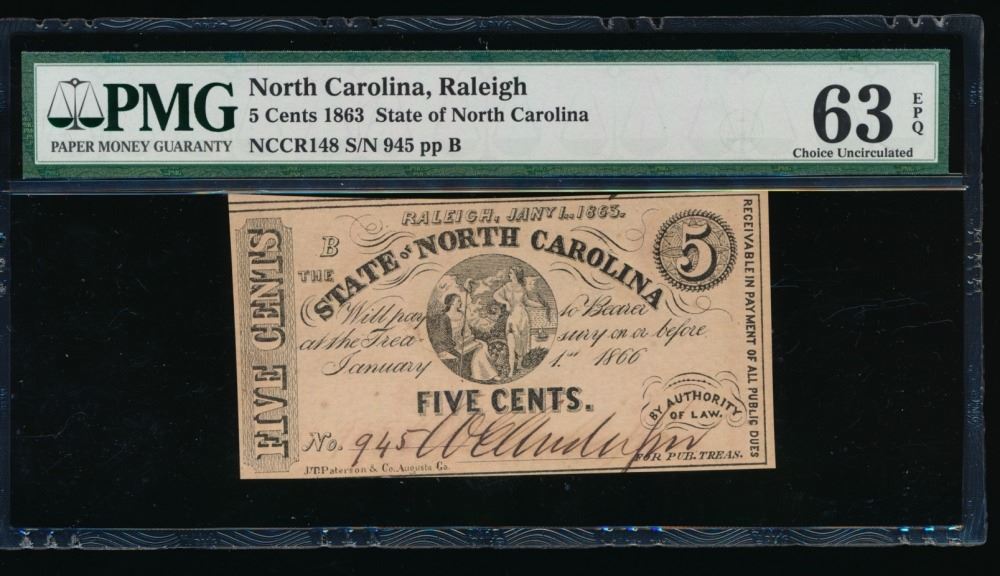 PMG
PAPER MONEY GUARANTY
North Carolina, Raleigh
5 Cents 1863 State of North Carolina
NCCR148 S/N 945 pp B
63 EPQ
Choice Uncirculated
RALEIGH, JANY 1., 1863.
B
THE
STATE of NORTH CAROLINA
5
FIVE CENTS
Will pay to Bearer
at the Treasury on or before
January 1st 1866
FIVE CENTS.
BY AUTHORITY
OF LAW.
No. 945
FOR PUB. TREAS.
J.T. Paterson & Co., Augusta Ga.
RECEIVABLE IN PAYMENT OF ALL PUBLIC DUES